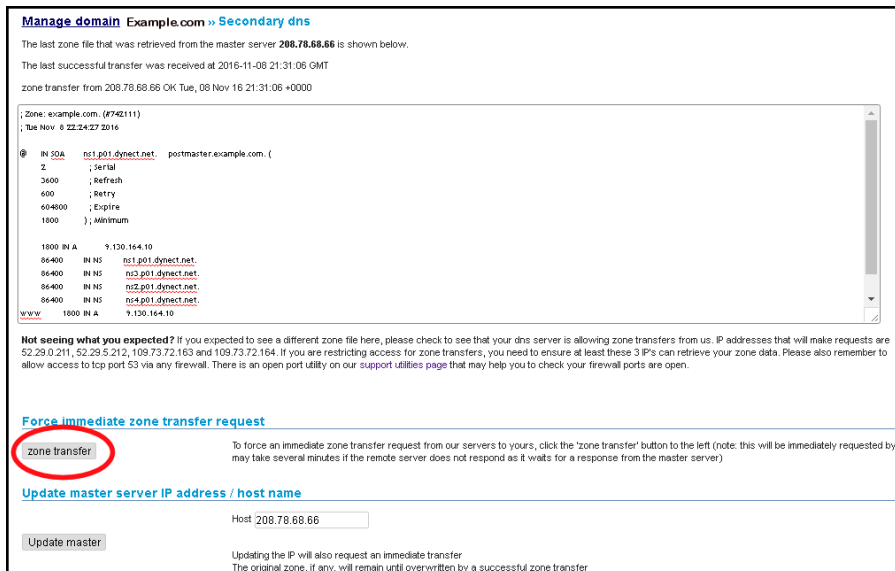 Manage domain Example.com » Secondary dns
The last zone file that was retrieved from the master server 208.78.68.66 is shown below.
The last successful transfer was received at 2016-11-08 21:31:06 GMT
zone transfer from 208.78.68.66 OK Tue, 08 Nov 16 21:31:06 +0000
; Zone: example.com. (#742111)
; Tue Nov 8 22:24:27 2016
@ IN SOA ns1.p01.dynect.net. postmaster.example.com. (
2 ; Serial
3600 ; Refresh
600 ; Retry
604800 ; Expire
1800 ) ; Minimum
1800 IN A 9.130.164.10
86400 IN NS ns1.p01.dynect.net.
86400 IN NS ns3.p01.dynect.net.
86400 IN NS ns2.p01.dynect.net.
86400 IN NS ns4.p01.dynect.net.
www 1800 IN A 9.130.164.10
Not seeing what you expected? If you expected to see a different zone file here, please check to see that your dns server is allowing zone transfers from us. IP addresses that will make requests are
52.29.0.211, 52.29.5.212, 109.73.72.163 and 109.73.72.164. If you are restricting access for zone transfers, you need to ensure at least these 3 IP's can retrieve your zone data. Please also remember to
allow access to tcp port 53 via any firewall. There is an open port utility on our support utilities page that may help you to check your firewall ports are open.
Force immediate zone transfer request
zone transfer
To force an immediate zone transfer request from our servers to yours, click the 'zone transfer' button to the left (note: this will be immediately requested by
may take several minutes if the remote server does not respond as it waits for a response from the master server)
Update master server IP address / host name
Host 208.78.68.66
Update master
Updating the IP will also request an immediate transfer
The original zone, if any, will remain until overwritten by a successful zone transfer